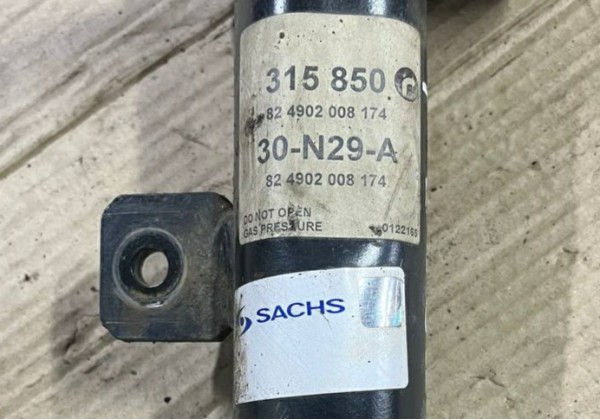 315 850
82 4902 008 174
30-N29-A
82 4902 008 174
DO NOT OPEN
GAS PRESSURE
SACHS